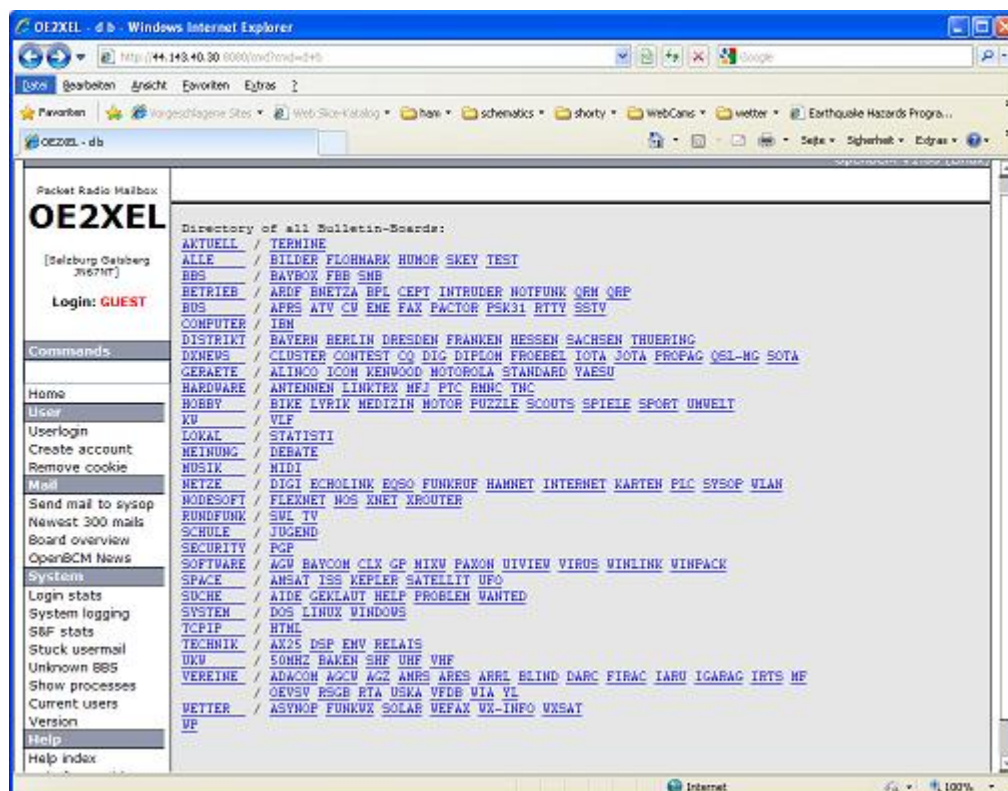 OE2XEL - d b - Windows Internet Explorer
http://44.143.40.30:8080/cmd?cmd=d+b
Google
Datei Bearbeiten Ansicht Favoriten Extras ?
Favoriten Vorgeschlagene Sites Web Slice-Katalog ham schematics shorty WebCams wetter Earthquake Hazards Progra...
OE2XEL - d b
Seite Sicherheit Extras
Packet Radio Mailbox
OE2XEL
[Salzburg Gaisberg
JN67NT]
Login: GUEST
Commands
Home
User
Userlogin
Create account
Remove cookie
Mail
Send mail to sysop
Newest 300 mails
Board overview
OpenBCM News
System
Login stats
System logging
S&F stats
Stuck usermail
Unknown BBS
Show processes
Current users
Version
Help
Help index
Directory of all Bulletin-Boards:
AKTUELL / TERMINE
ALLE / BILDER FLOHMARK HUMOR SKEY TEST
BBS / BAYBOX FBB SMB
BETRIEB / ARDF BNETZA BPL CEPT INTRUDER NOTFUNK QRM QRP
BUS / APRS ATV CW EME FAX PACTOR PSK31 RTTY SSTV
COMPUTER / IBM
DISTRIKT / BAYERN BERLIN DRESDEN FRANKEN HESSEN SACHSEN THUERING
DXNEWS / CLUSTER CONTEST CQ DIG DIPLOM FROEBEL IOTA JOTA PROPAG QSL-MG SOTA
GERAETE / ALINCO ICOM KENWOOD MOTOROLA STANDARD YAESU
HARDWARE / ANTENNEN LINKTRX MFJ PTC RMNC TNC
HOBBY / BIKE LYRIK MEDIZIN MOTOR PUZZLE SCOUTS SPIELE SPORT UMWELT
KW / VLF
LOKAL / STATISTI
MEINUNG / DEBATE
MUSIK / MIDI
NETZE / DIGI ECHOLINK EQSO FUNKRUF HAMNET INTERNET KARTEN PLC SYSOP WLAN
NODESOFT / FLEXNET NOS XNET XROUTER
RUNDFUNK / SWL TV
SCHULE / JUGEND
SECURITY / PGP
SOFTWARE / AGW BAYCOM CLX GP MIXW PAXON UIVIEW VIRUS WINLINK WINPACK
SPACE / AMSAT ISS KEPLER SATELLIT UFO
SUCHE / AIDE GEKLAUT HELP PROBLEM WANTED
SYSTEM / DOS LINUX WINDOWS
TCPIP / HTML
TECHNIK / AX25 DSP EMV RELAIS
UKW / 50MHZ BAKEN SHF UHF VHF
VEREINE / ADACOM AGCW AGZ AMRS ARES ARRL BLIND DARC FIRAC IARU IGARAG IRTS MF
/ OEVSV RSGB RTA USKA VFDB WIA YL
WETTER / ASYNOP FUNKWX SOLAR WEFAX WX-INFO WXSAT
WP
Internet
100%